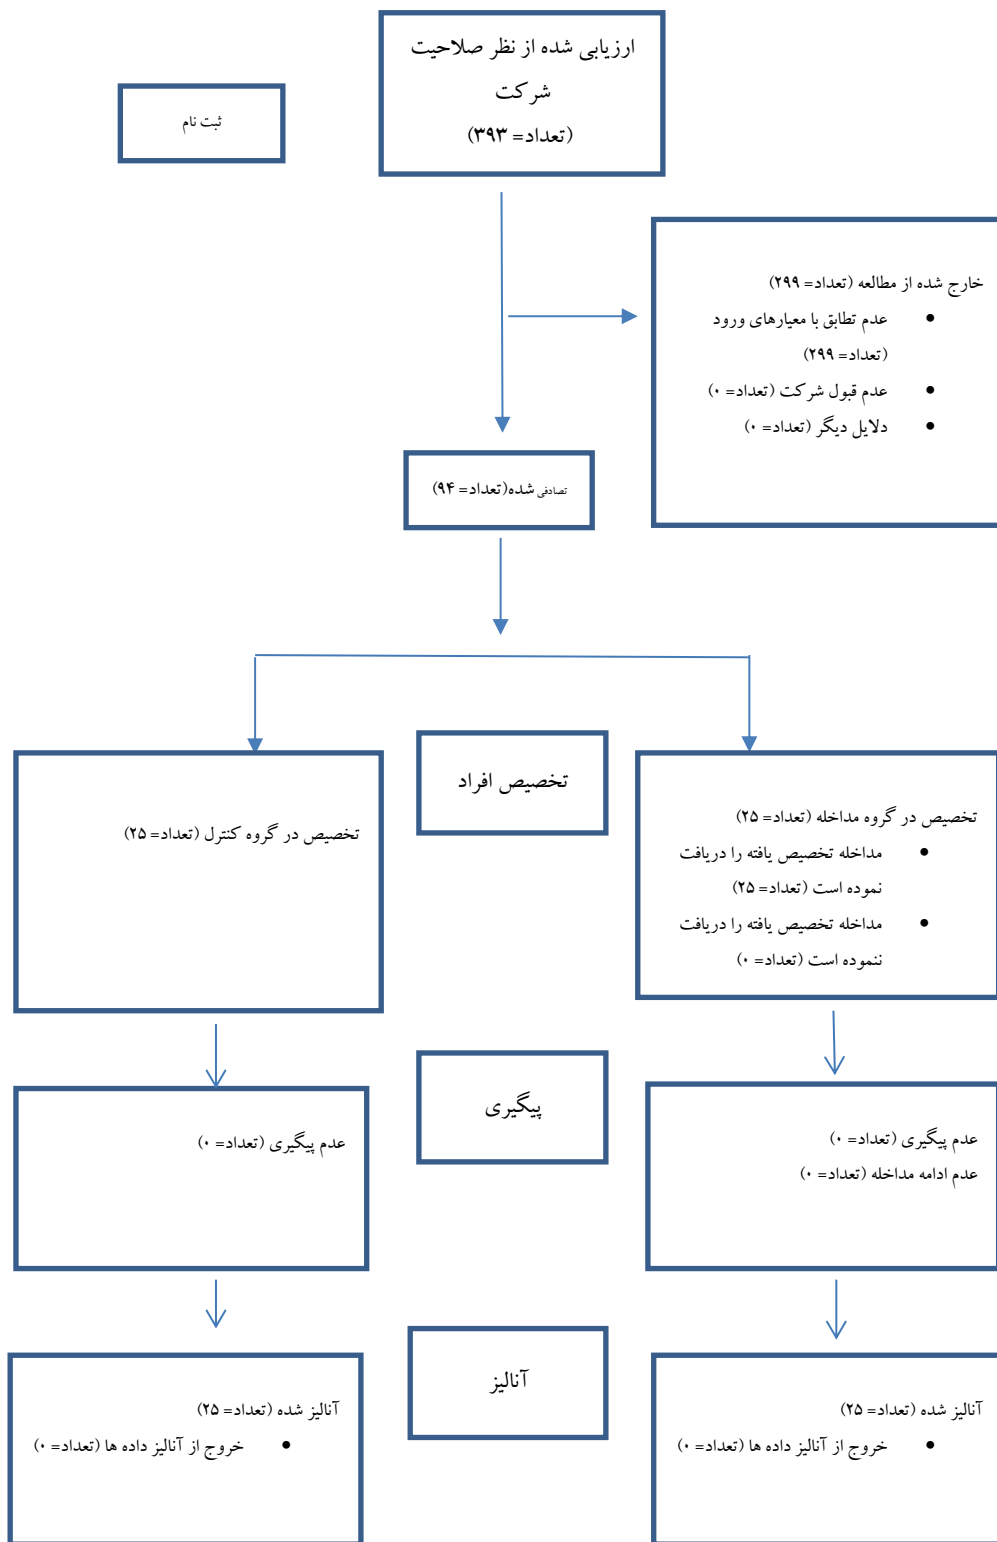 ارزیابی شده از نظر صلاحیت
شرکت
(تعداد= ۳۹۳)
ثبت نام
خارج شده از مطالعه (تعداد= ۲۹۹)
• عدم تطابق با معیارهای ورود
(تعداد= ۲۹۹)
• عدم قبول شرکت (تعداد= ۰)
• دلایل دیگر (تعداد= ۰)
تصادفی شده(تعداد= ۹۴)
تخصیص افراد
تخصیص در گروه مداخله (تعداد= ۲۵)
• مداخله تخصیص یافته را دریافت
نموده است (تعداد= ۲۵)
• مداخله تخصیص یافته را دریافت
ننموده است (تعداد= ۰)
تخصیص در گروه کنترل (تعداد= ۲۵)
پیگیری
عدم پیگیری (تعداد= ۰)
عدم ادامه مداخله (تعداد= ۰)
عدم پیگیری (تعداد= ۰)
آنالیز
آنالیز شده (تعداد= ۲۵)
• خروج از آنالیز داده ها (تعداد= ۰)
آنالیز شده (تعداد= ۲۵)
• خروج از آنالیز داده ها (تعداد= ۰)